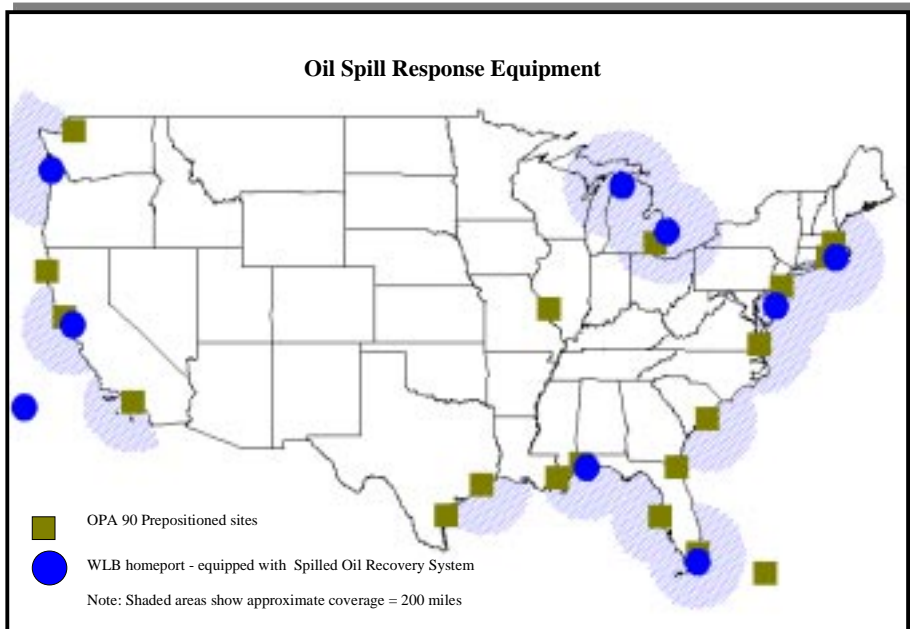 Oil Spill Response Equipment
OPA 90 Prepositioned sites
WLB homeport - equipped with Spilled Oil Recovery System
Note: Shaded areas show approximate coverage = 200 miles